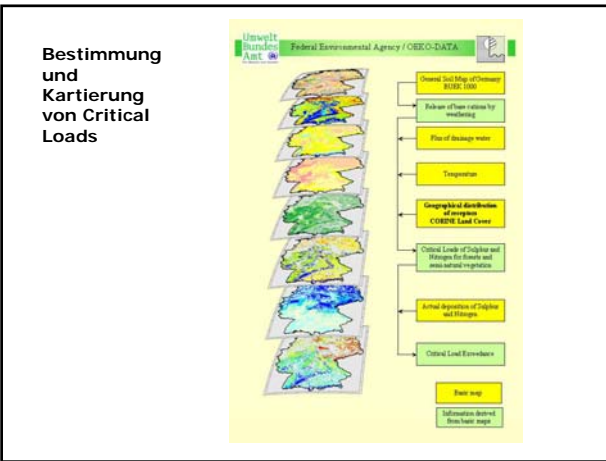 Bestimmung
und
Kartierung
von Critical
Loads
Umwelt
Bundes
Amt
Federal Environmental Agency / OEKO-DATA
General Soil Map of Germany
BUEK 1000
Release of base cations by
weathering
Flux of drainage water
Temperature
Geographical distribution
of receptors
CORINE Land Cover
Critical Loads of Sulphur and
Nitrogen for forests and
semi-natural vegetation
Actual deposition of Sulphur
and Nitrogen
Critical Load Exceedance
Basic map
Information derived
from basic maps